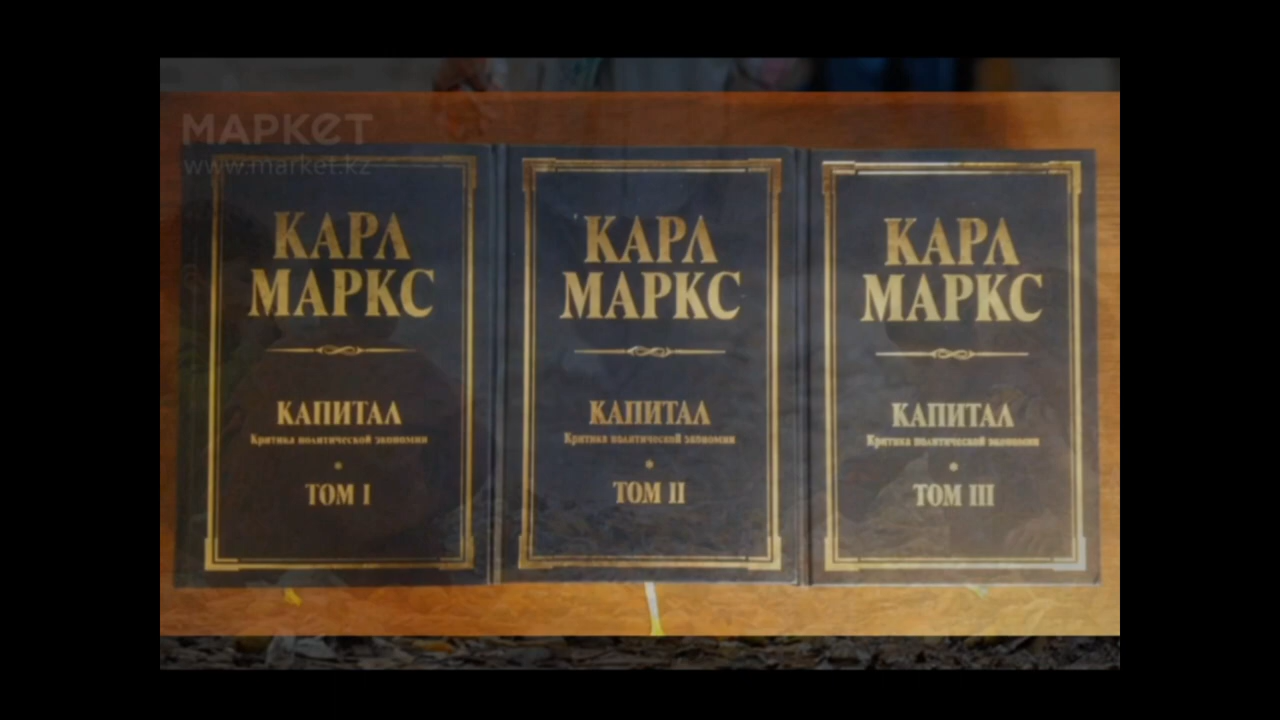 МАРКЕТ
www.market.kz
КАРЛ
МАРКС
КАПИТАЛ
Критика политической экономии
ТОМ I
КАРЛ
МАРКС
КАПИТАЛ
Критика политической экономии
ТОМ II
КАРЛ
МАРКС
КАПИТАЛ
Критика политической экономии
ТОМ III